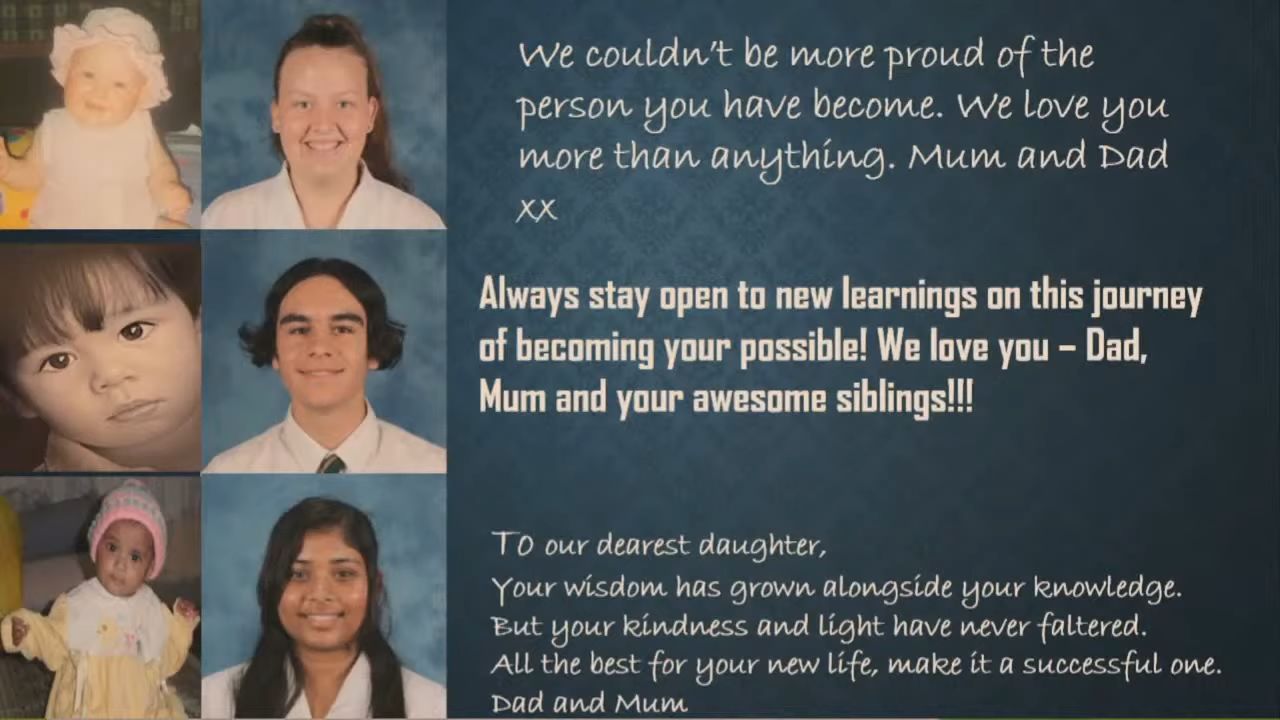 We couldn't be more proud of the
person you have become. We love you
more than anything. Mum and Dad
xx
Always stay open to new learnings on this journey
of becoming your possible! We love you – Dad,
Mum and your awesome siblings!!!
To our dearest daughter,
Your wisdom has grown alongside your knowledge.
But your kindness and light have never faltered.
All the best for your new life, make it a successful one.
Dad and Mum